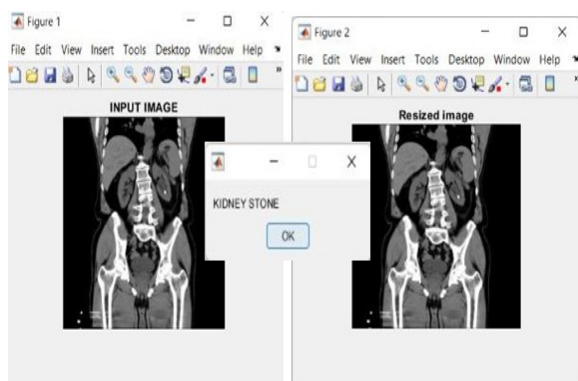 Figure 1
File Edit View Insert Tools Desktop Window Help
INPUT IMAGE
KIDNEY STONE
OK
Figure 2
File Edit View Insert Tools Desktop Window Help
Resized image